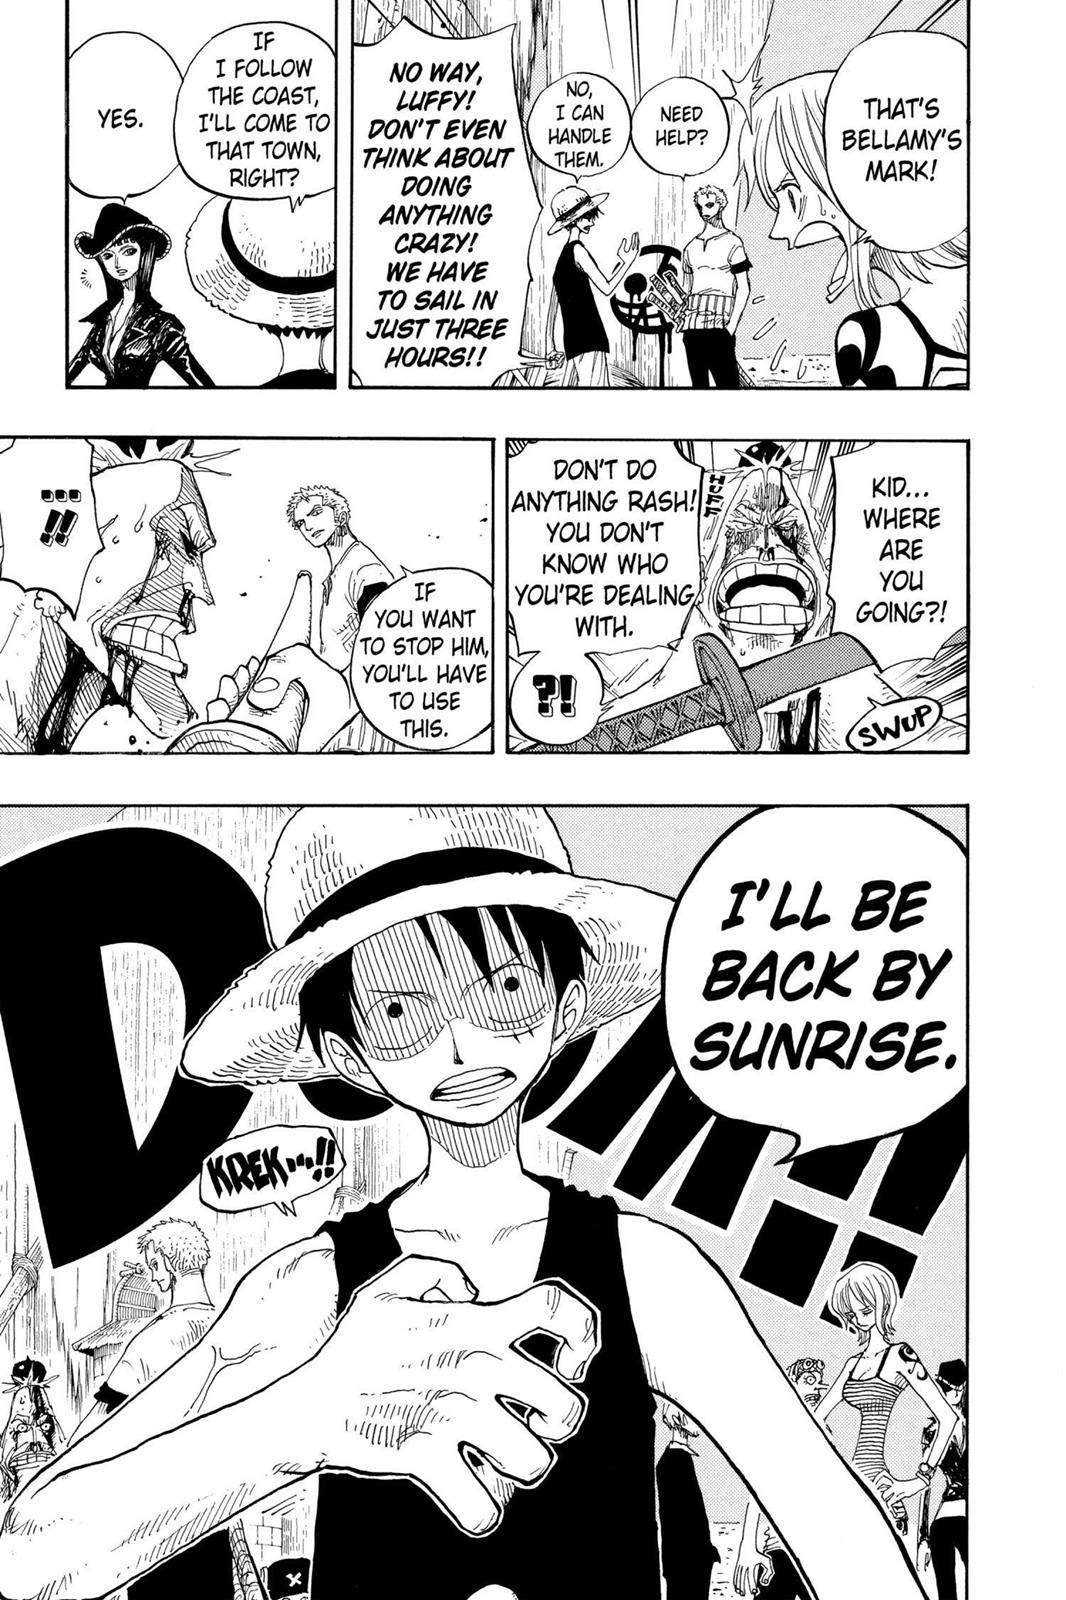 THAT'S
BELLAMY'S
MARK!
NEED
HELP?
NO,
I CAN
HANDLE
THEM.
NO WAY,
LUFFY!
DON'T EVEN
THINK ABOUT
DOING
ANYTHING
CRAZY!
WE HAVE
TO SAIL IN
JUST THREE
HOURS!!
IF
I FOLLOW
THE COAST,
I'LL COME TO
THAT TOWN,
RIGHT?
YES.
KID...
WHERE
ARE
YOU
GOING?!
HUFF
DON'T DO
ANYTHING RASH!
YOU DON'T
KNOW WHO
YOU'RE DEALING
WITH.
SWUP
?!
IF
YOU WANT
TO STOP HIM,
YOU'LL HAVE
TO USE
THIS.
...
!!
I'LL BE
BACK BY
SUNRISE.
KREK...!!
DOOM!!